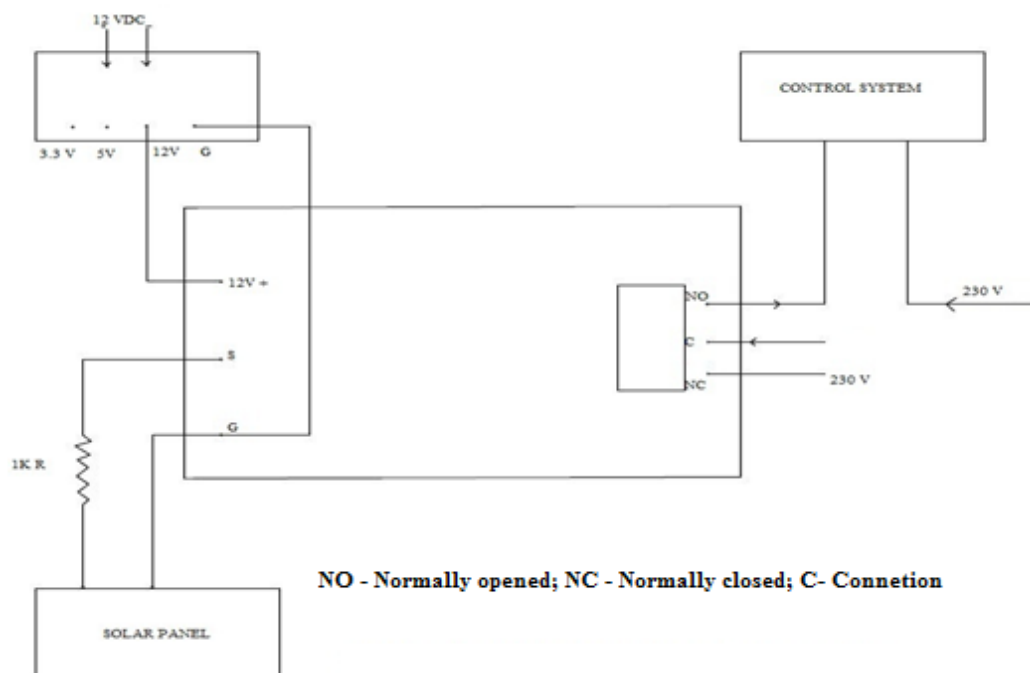 12 VDC
3.3 V 5V 12V G
CONTROL SYSTEM
12V +
NO
230 V
S
C
NC
230 V
G
1K R
NO - Normally opened; NC - Normally closed; C- Connetion
SOLAR PANEL